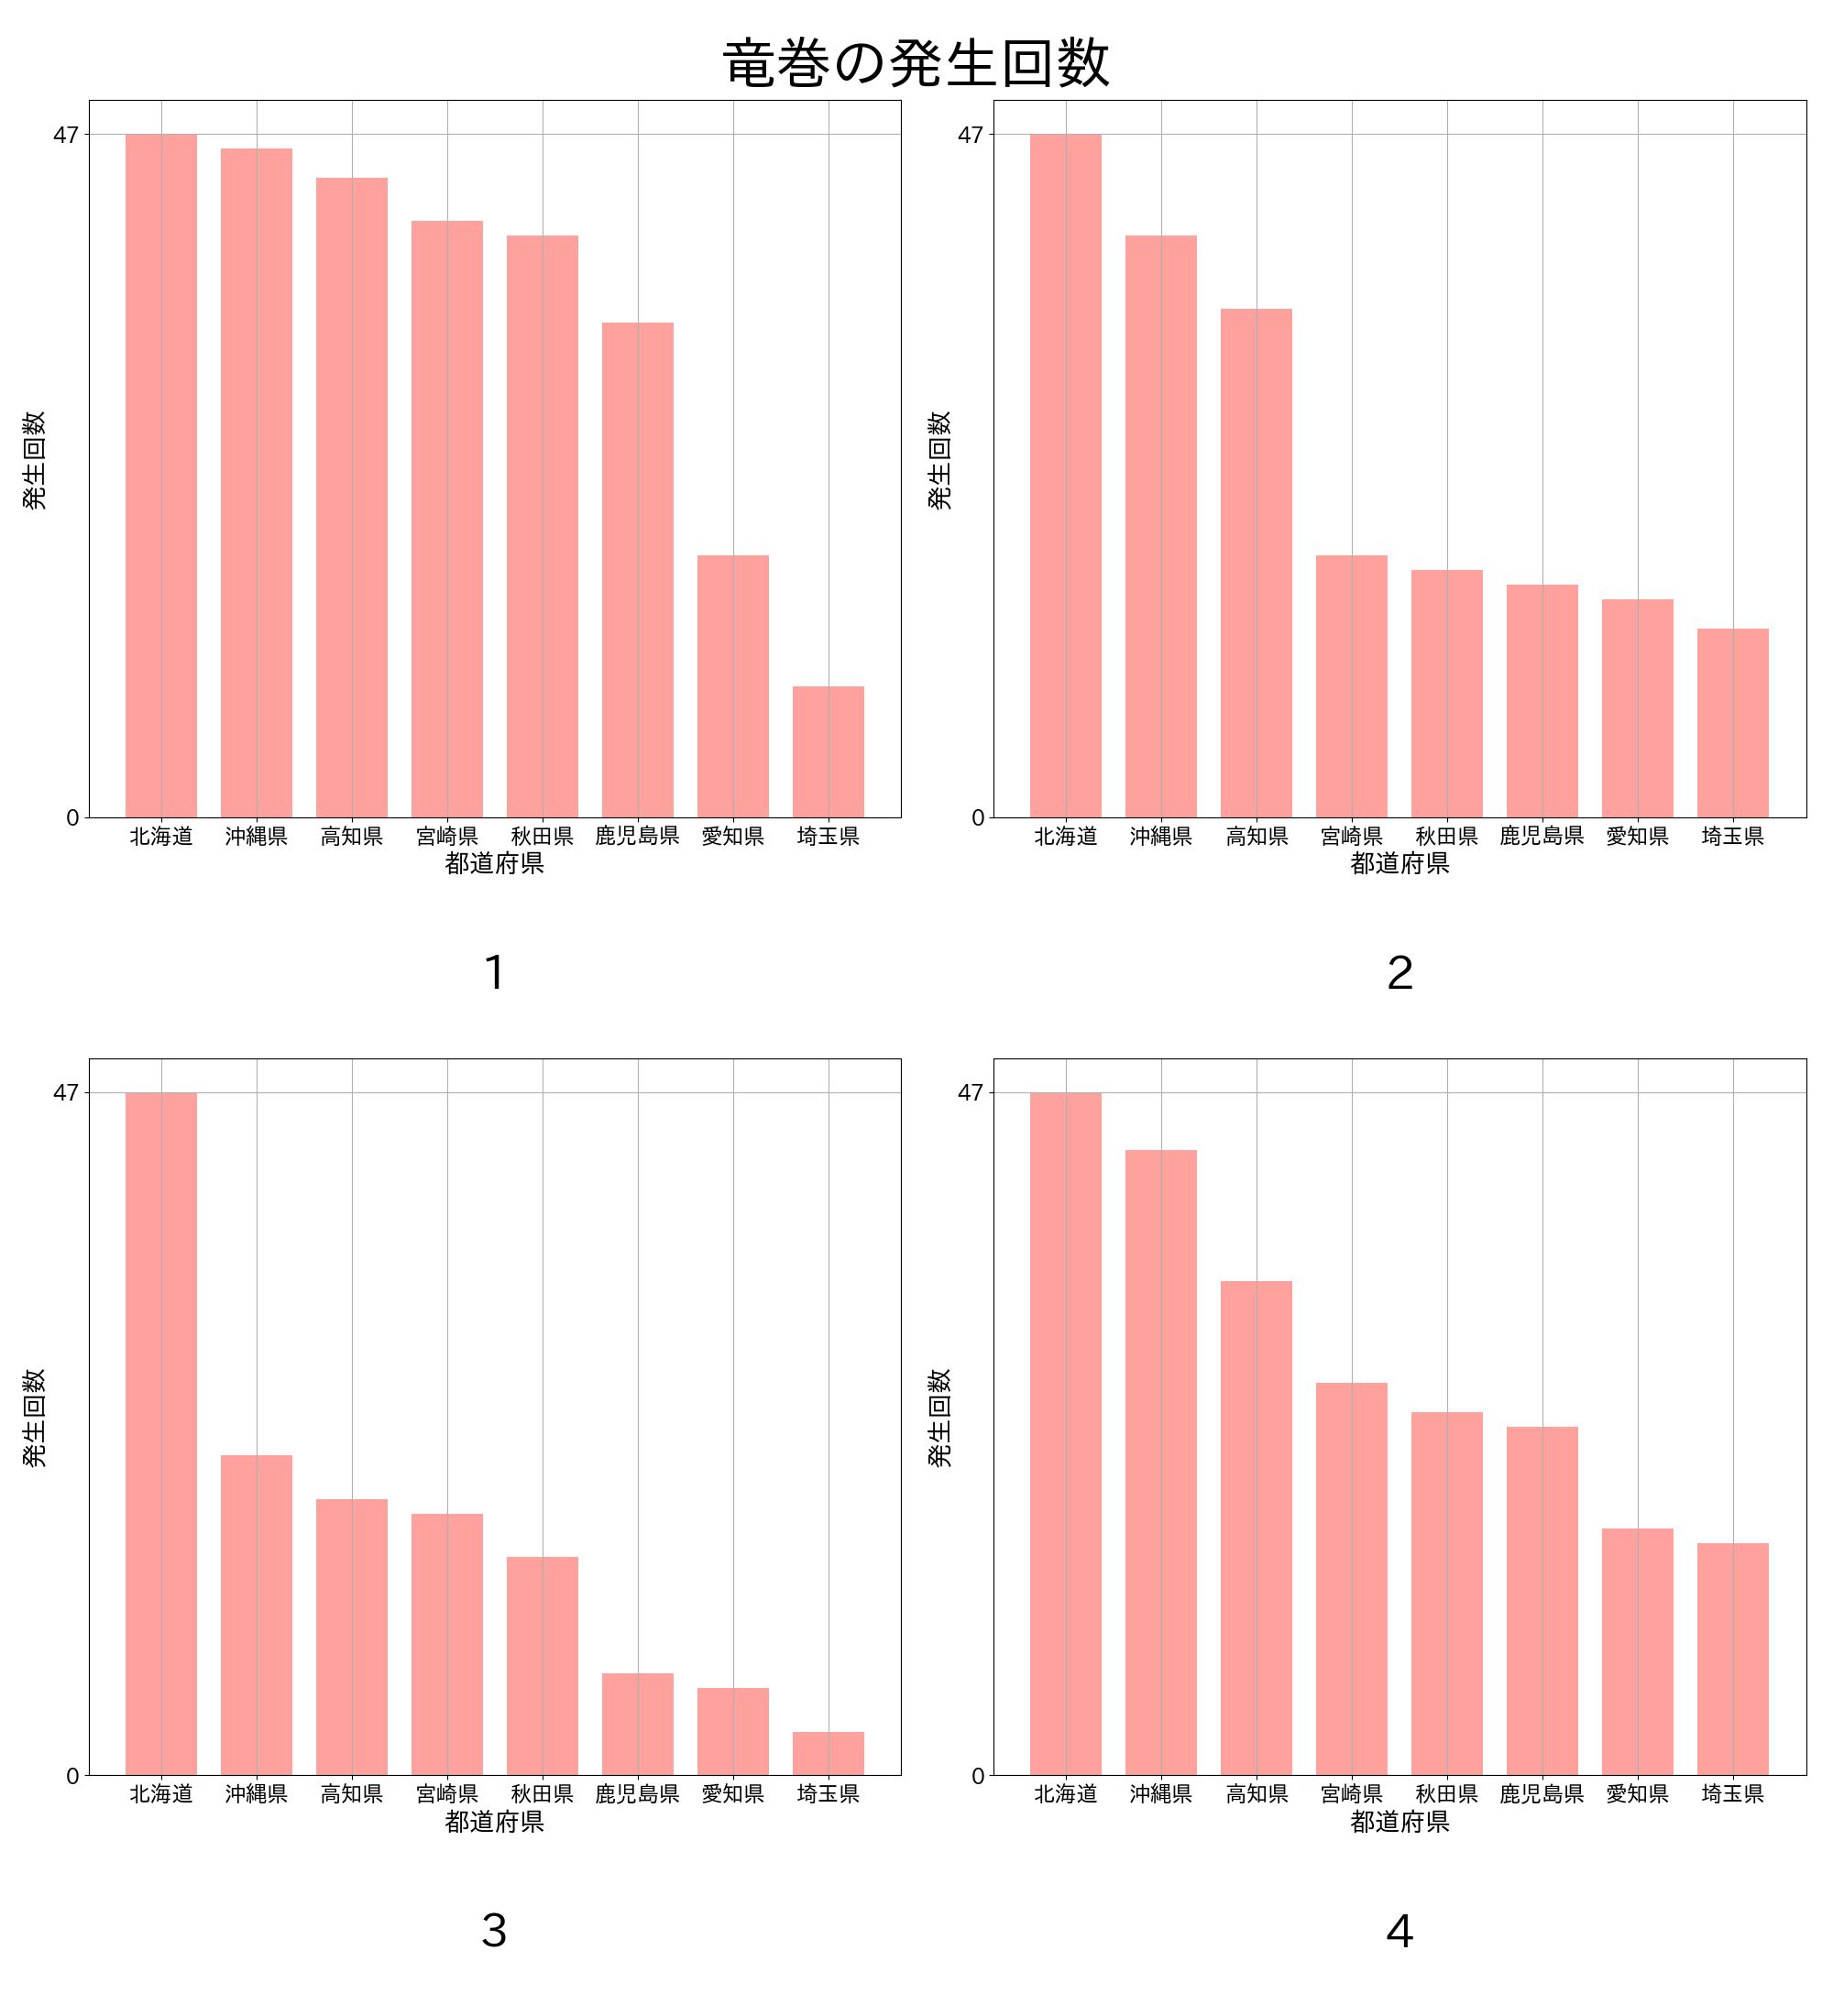 竜巻の発生回数
47
0
発生回数
北海道 沖縄県 高知県 宮崎県 秋田県 鹿児島県 愛知県 埼玉県
都道府県
1
47
0
発生回数
北海道 沖縄県 高知県 宮崎県 秋田県 鹿児島県 愛知県 埼玉県
都道府県
2
47
0
発生回数
北海道 沖縄県 高知県 宮崎県 秋田県 鹿児島県 愛知県 埼玉県
都道府県
3
47
0
発生回数
北海道 沖縄県 高知県 宮崎県 秋田県 鹿児島県 愛知県 埼玉県
都道府県
4